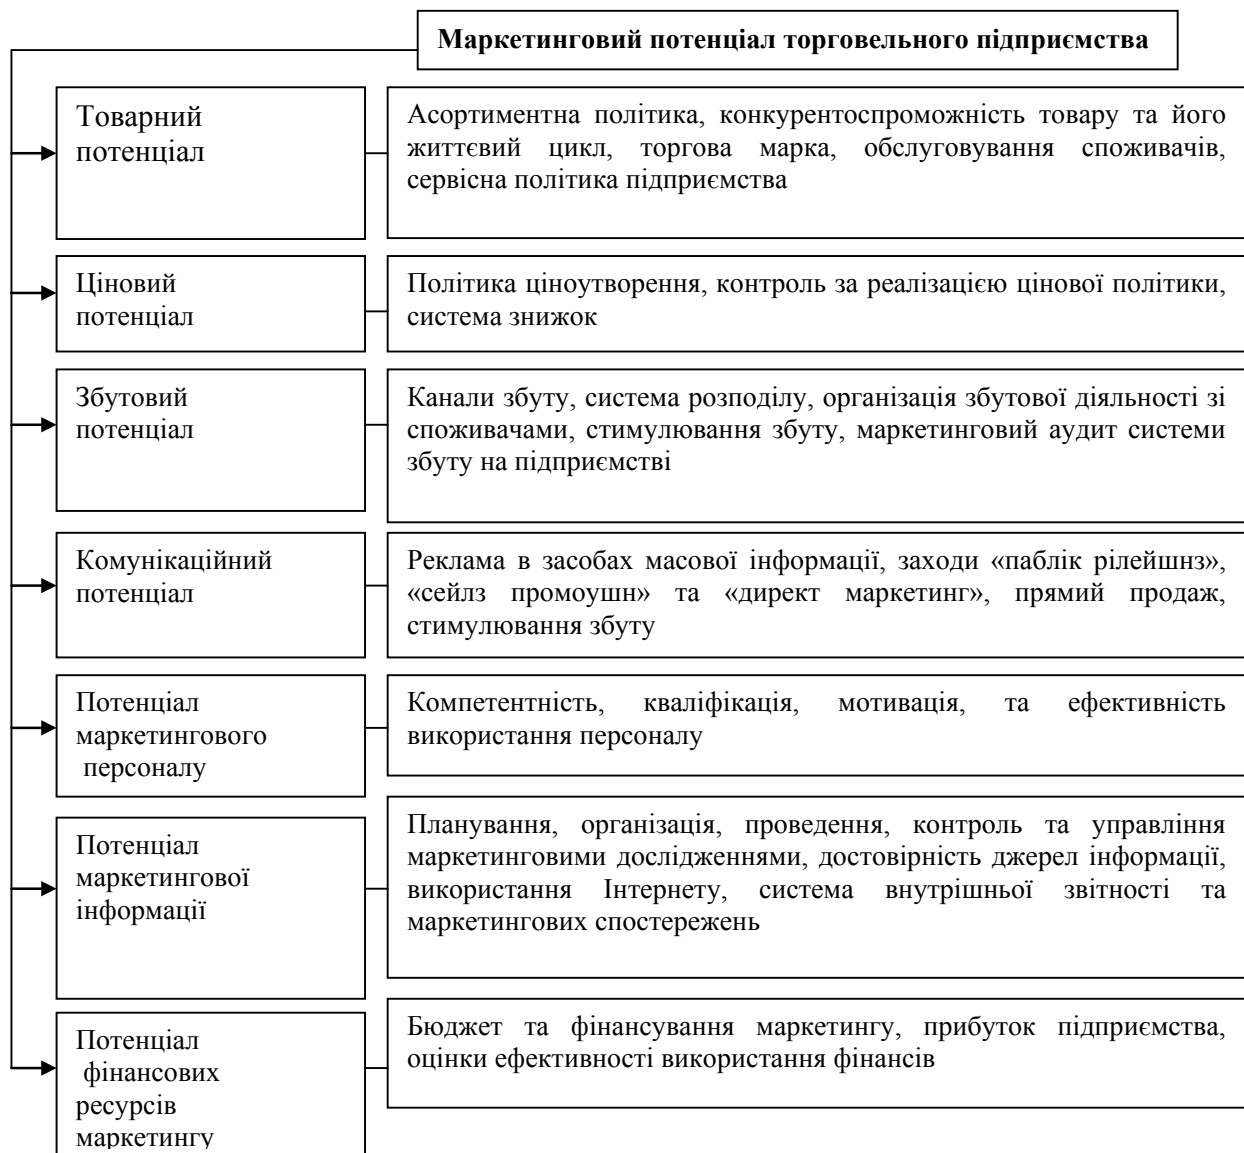 Маркетинговий потенціал торговельного підприємства
Товарний
потенціал
Асортиментна політика, конкурентоспроможність товару та його
життєвий цикл, торгова марка, обслуговування споживачів,
сервісна політика підприємства
Ціновий
потенціал
Політика ціноутворення, контроль за реалізацією цінової політики,
система знижок
Збутовий
потенціал
Канали збуту, система розподілу, організація збутової діяльності зі
споживачами, стимулювання збуту, маркетинговий аудит системи
збуту на підприємстві
Комунікаційний
потенціал
Реклама в засобах масової інформації, заходи «паблік рілейшнз»,
«сейлз промоушн» та «директ маркетинг», прямий продаж,
стимулювання збуту
Потенціал
маркетингового
персоналу
Компетентність, кваліфікація, мотивація, та ефективність
використання персоналу
Потенціал
маркетингової
інформації
Планування, організація, проведення, контроль та управління
маркетинговими дослідженнями, достовірність джерел інформації,
використання Інтернету, система внутрішньої звітності та
маркетингових спостережень
Потенціал
фінансових
ресурсів
маркетингу
Бюджет та фінансування маркетингу, прибуток підприємства,
оцінки ефективності використання фінансів